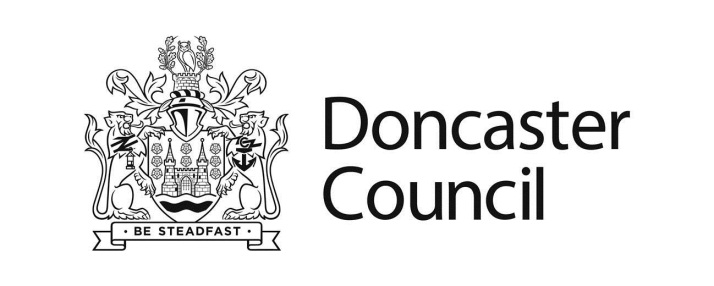 Doncaster
Council
· BE STEADFAST ·